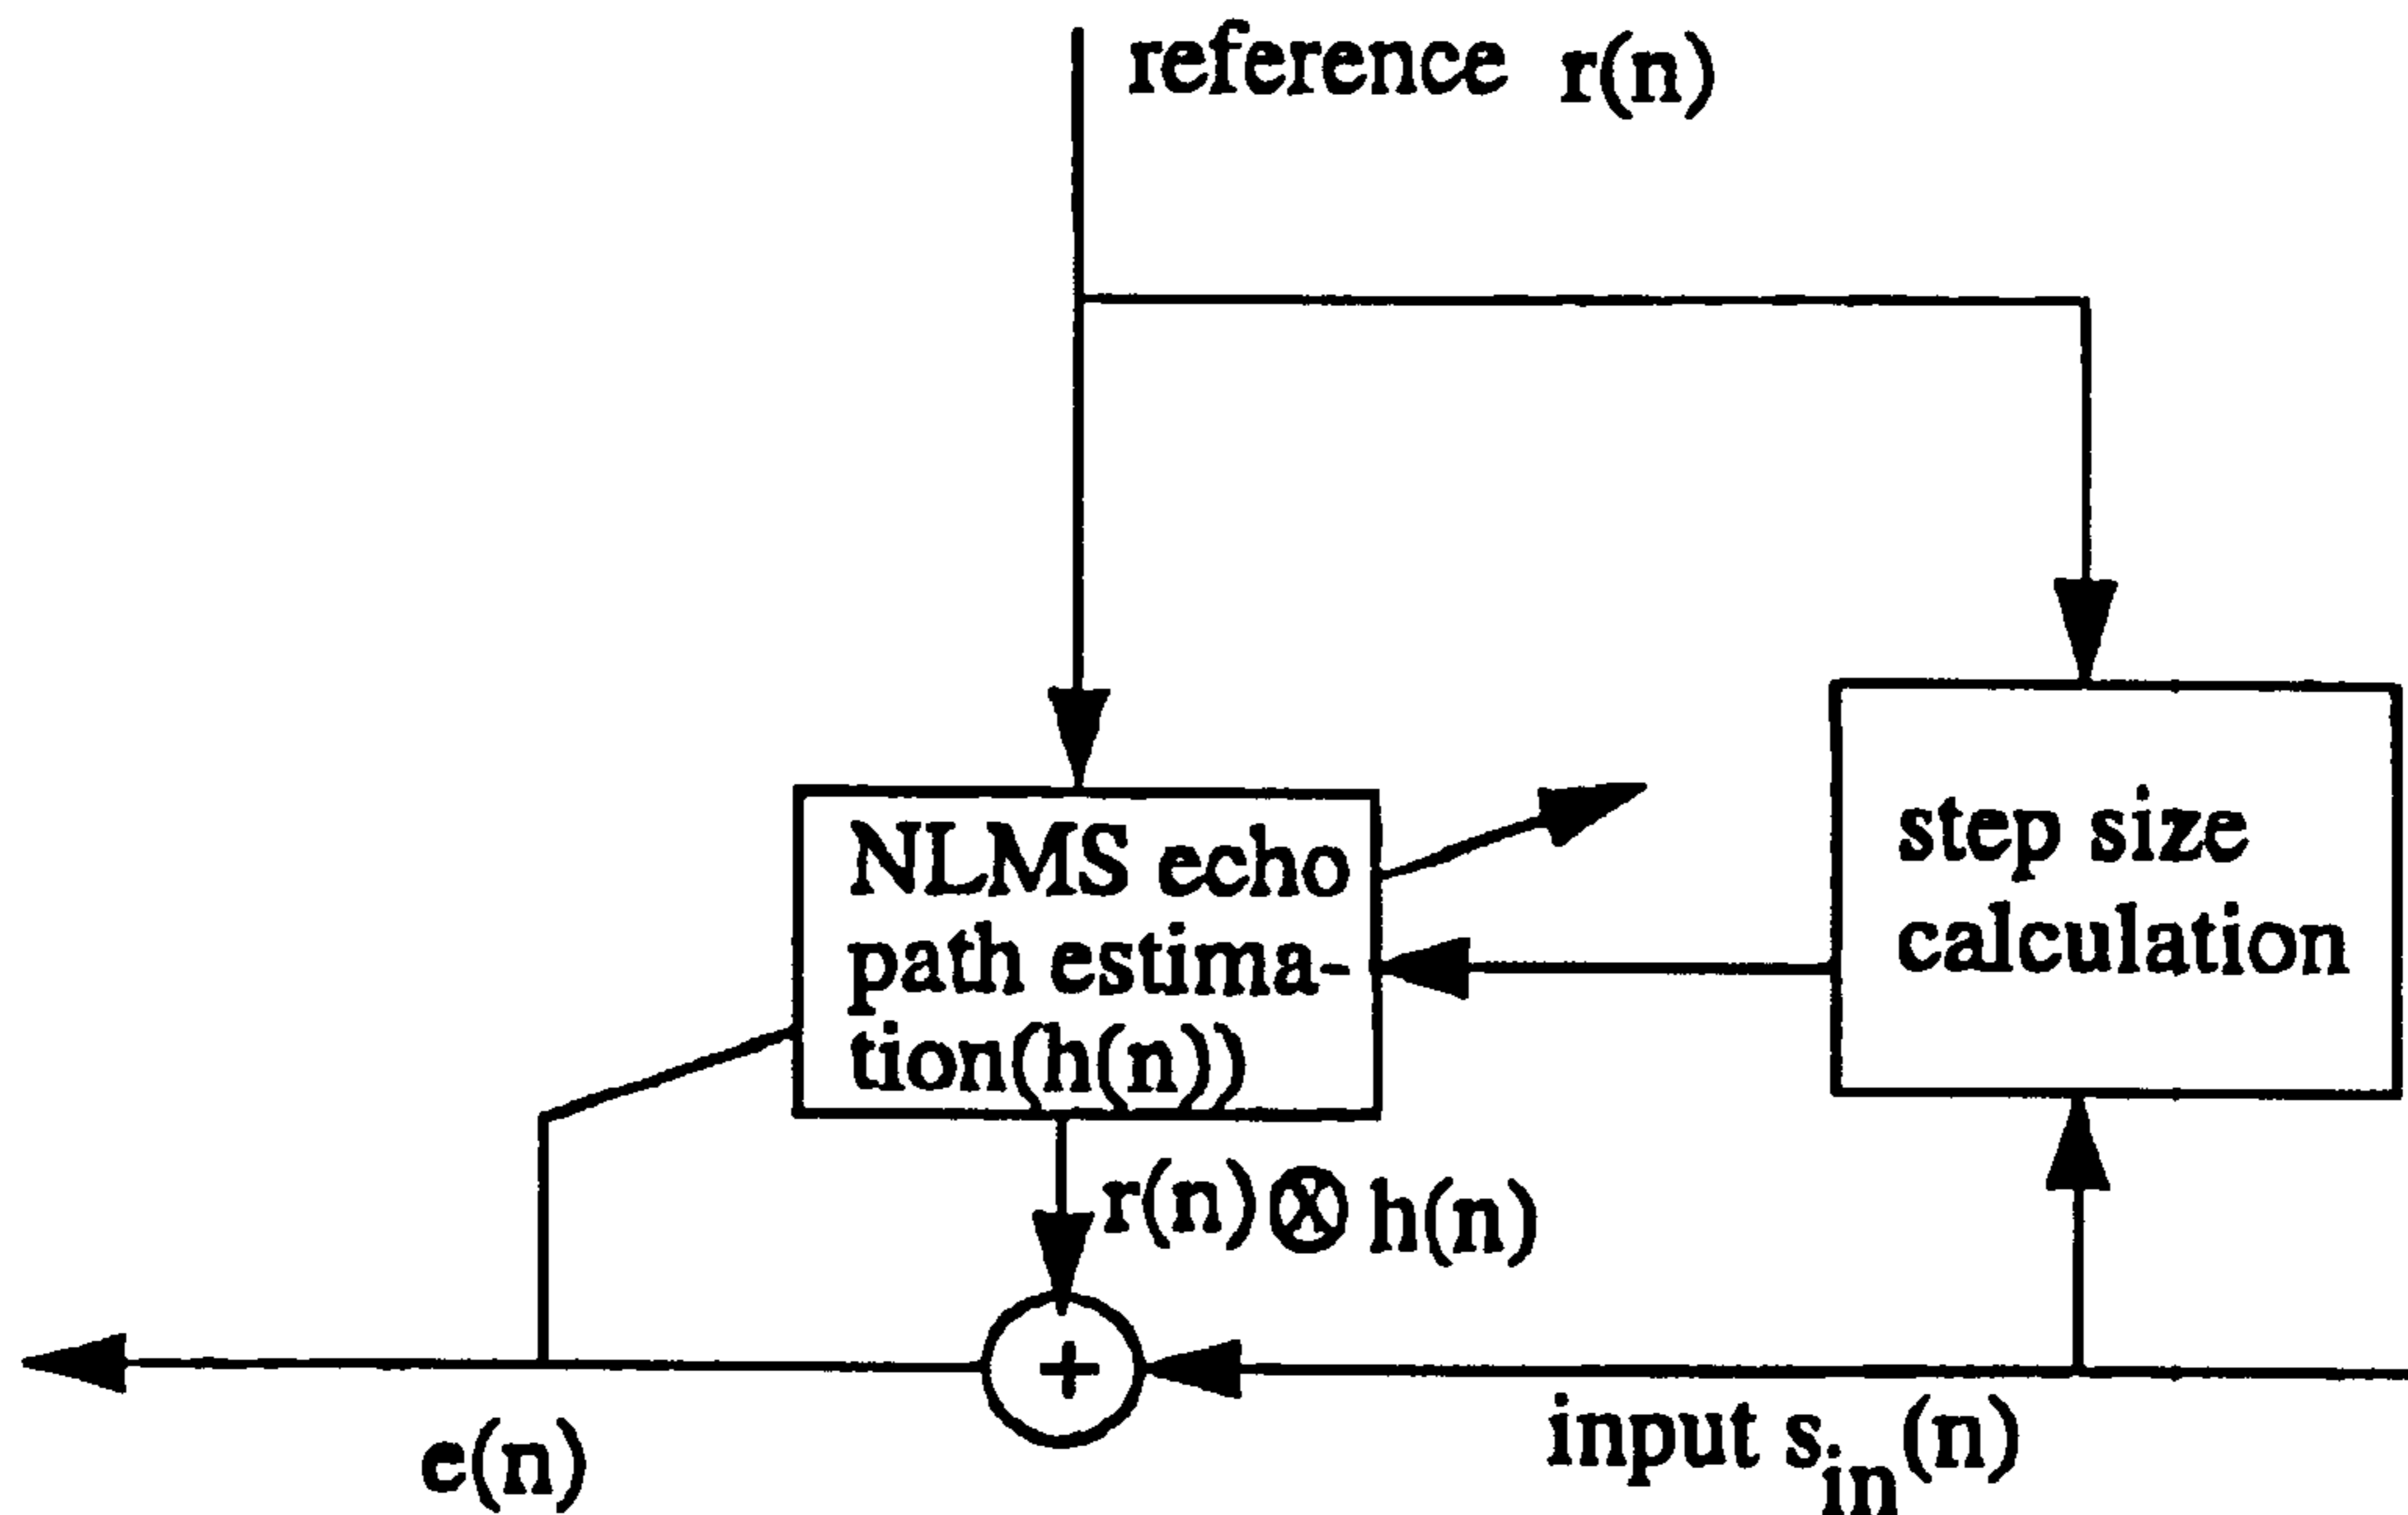 reference r(n)
NLMS echo
path estima-
tion(h(n))
step size
calculation
r(n)⊗h(n)
+
e(n)
input s_in(n)